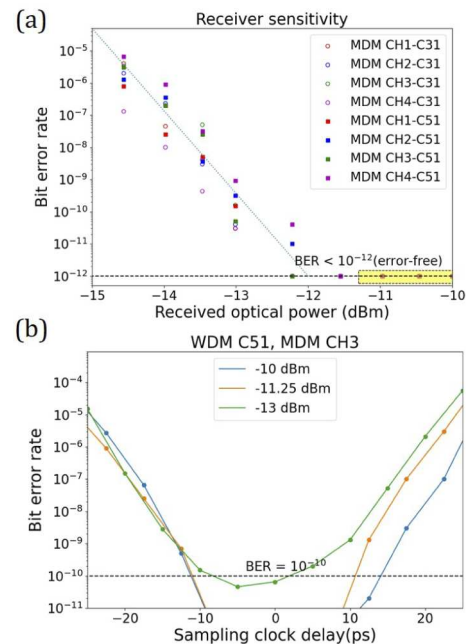 (a)
Receiver sensitivity
Bit error rate
10⁻⁵
10⁻⁶
10⁻⁷
10⁻⁸
10⁻⁹
10⁻¹⁰
10⁻¹¹
10⁻¹²
MDM CH1-C31
MDM CH2-C31
MDM CH3-C31
MDM CH4-C31
MDM CH1-C51
MDM CH2-C51
MDM CH3-C51
MDM CH4-C51
BER < 10⁻¹²(error-free)
−15 −14 −13 −12 −11 −10
Received optical power (dBm)
(b)
WDM C51, MDM CH3
Bit error rate
10⁻⁴
10⁻⁵
10⁻⁶
10⁻⁷
10⁻⁸
10⁻⁹
10⁻¹⁰
10⁻¹¹
-10 dBm
-11.25 dBm
-13 dBm
BER = 10⁻¹⁰
−20 −10 0 10 20
Sampling clock delay(ps)